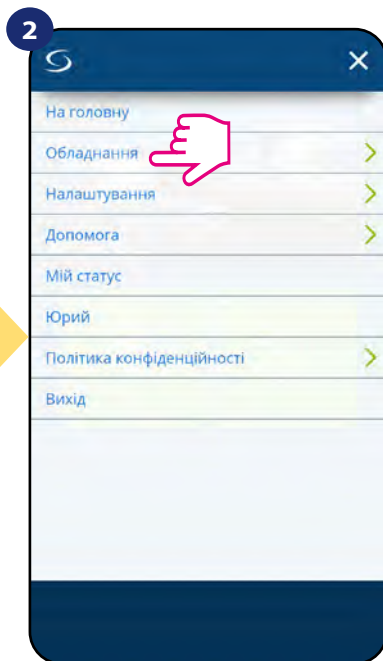 2
На головну
Обладнання
Налаштування
Допомога
Мій статус
Юрий
Політика конфіденційності
Вихід